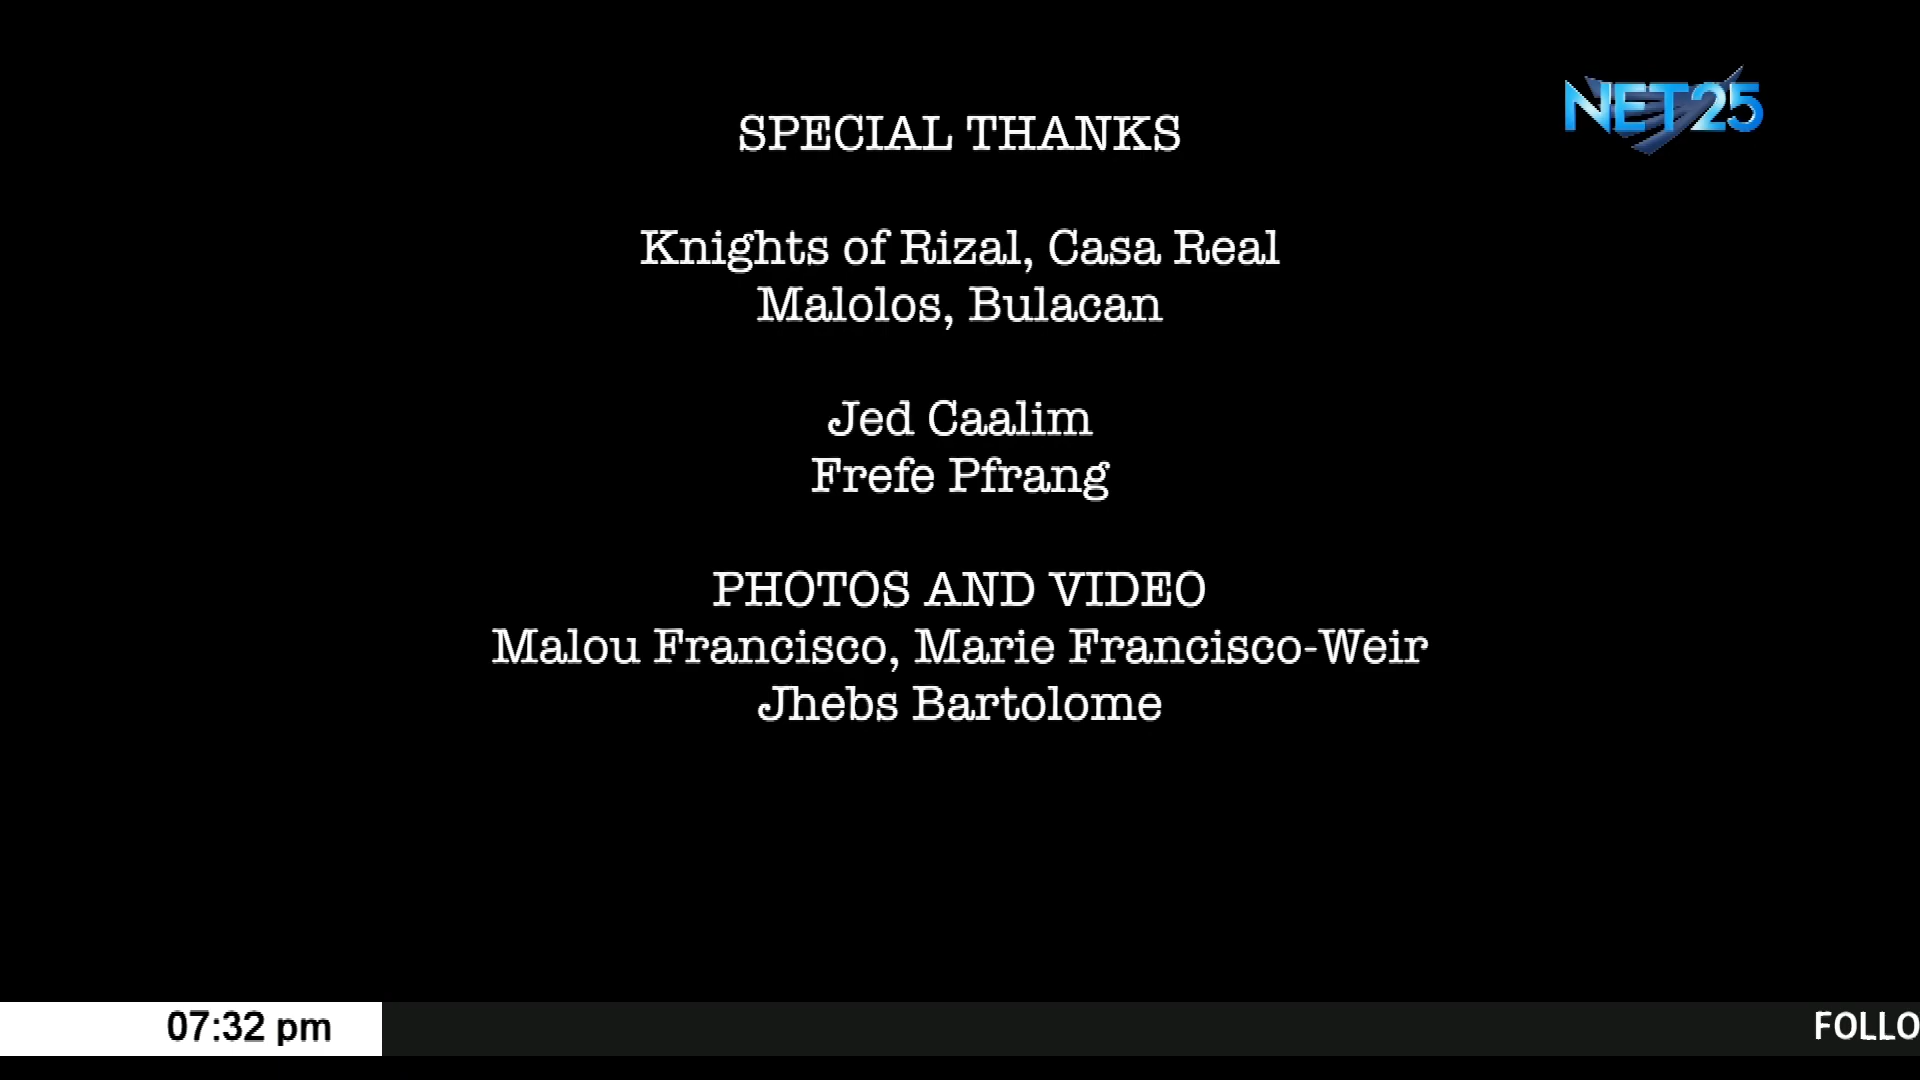 NET25
SPECIAL THANKS
Knights of Rizal, Casa Real
Malolos, Bulacan
Jed Caalim
Frefe Pfrang
PHOTOS AND VIDEO
Malou Francisco, Marie Francisco-Weir
Jhebs Bartolome
07:32 pm
FOLLO